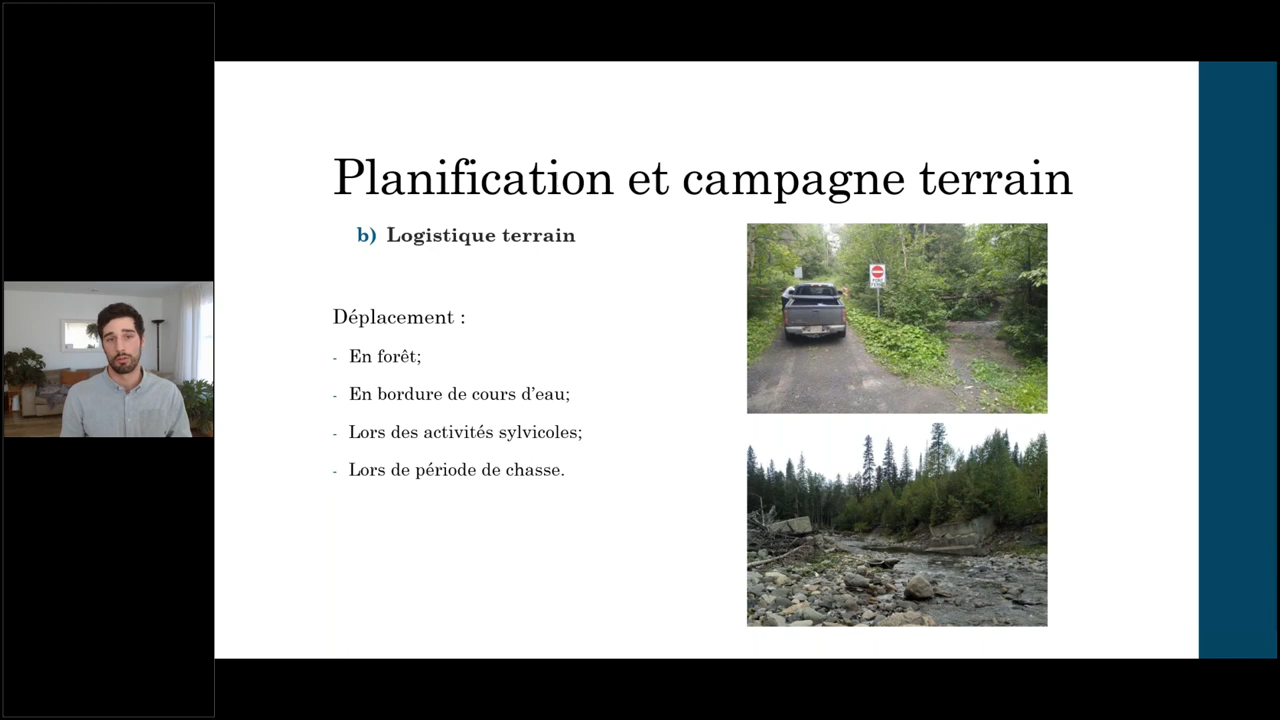 Planification et campagne terrain
b) Logistique terrain
Déplacement :
- En forêt;
- En bordure de cours d’eau;
- Lors des activités sylvicoles;
- Lors de période de chasse.